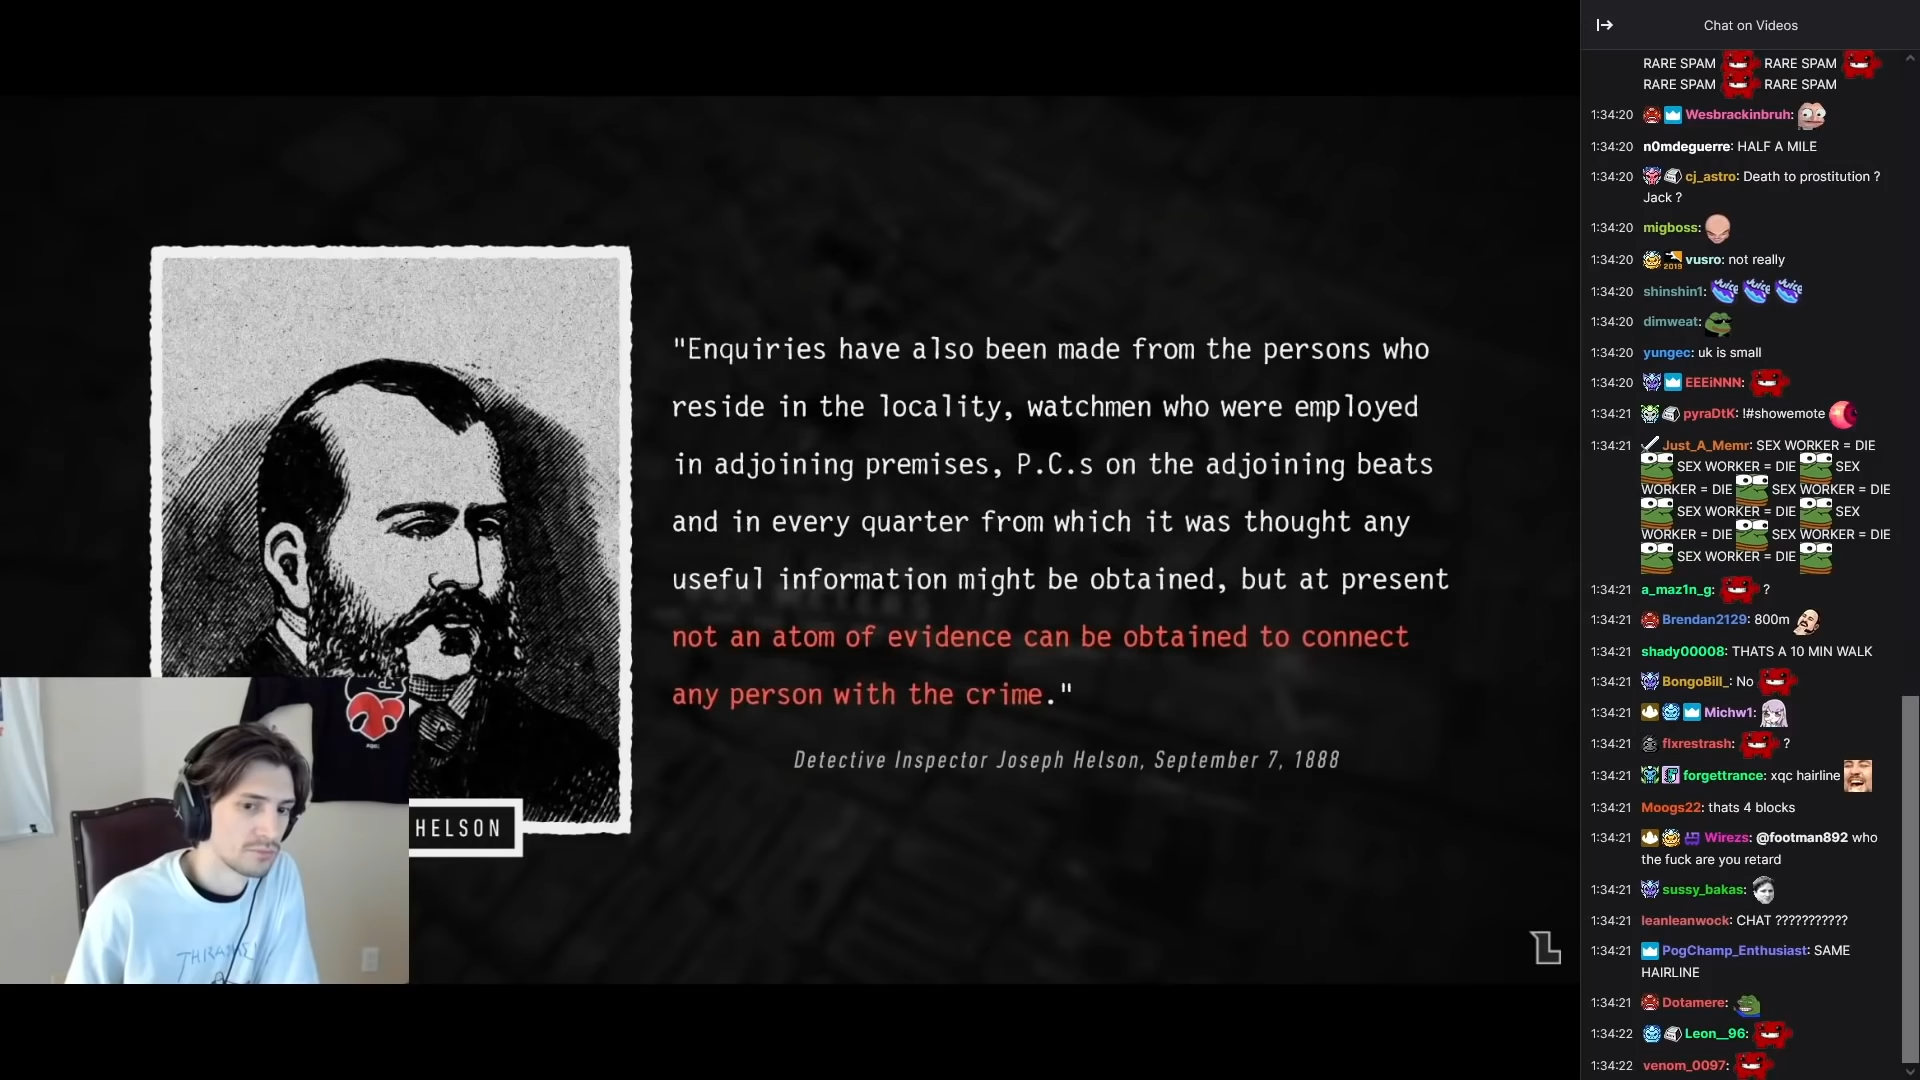 "Enquiries have also been made from the persons who
reside in the locality, watchmen who were employed
in adjoining premises, P.C.s on the adjoining beats
and in every quarter from which it was thought any
useful information might be obtained, but at present
not an atom of evidence can be obtained to connect
any person with the crime."
Detective Inspector Joseph Helson, September 7, 1888
HELSON
Chat on Videos
RARE SPAM RARE SPAM
RARE SPAM RARE SPAM
1:34:20 Wesbrackinbruh:
1:34:20 n0mdeguerre: HALF A MILE
1:34:20 cj_astro: Death to prostitution ?
Jack ?
1:34:20 migboss:
1:34:20 2019 vusro: not really
1:34:20 shinshin1: Juice Juice Juice
1:34:20 dimweat:
1:34:20 yungec: uk is small
1:34:20 EEEiNNN:
1:34:21 pyraDtK: !#showemote
1:34:21 Just_A_Memr: SEX WORKER = DIE
SEX WORKER = DIE SEX
WORKER = DIE SEX WORKER = DIE
SEX WORKER = DIE SEX
WORKER = DIE SEX WORKER = DIE
SEX WORKER = DIE
1:34:21 a_maz1n_g: ?
1:34:21 Brendan2129: 800m
1:34:21 shady00008: THATS A 10 MIN WALK
1:34:21 BongoBill_: No
1:34:21 Michw1:
1:34:21 flxrestrash: ?
1:34:21 forgettrance: xqc hairline
1:34:21 Moogs22: thats 4 blocks
1:34:21 Wirezs: @footman892 who
the fuck are you retard
1:34:21 sussy_bakas:
1:34:21 leanleanwock: CHAT ???????????
1:34:21 PogChamp_Enthusiast: SAME
HAIRLINE
1:34:21 Dotamere:
1:34:22 Leon__96:
1:34:22 venom_0097: